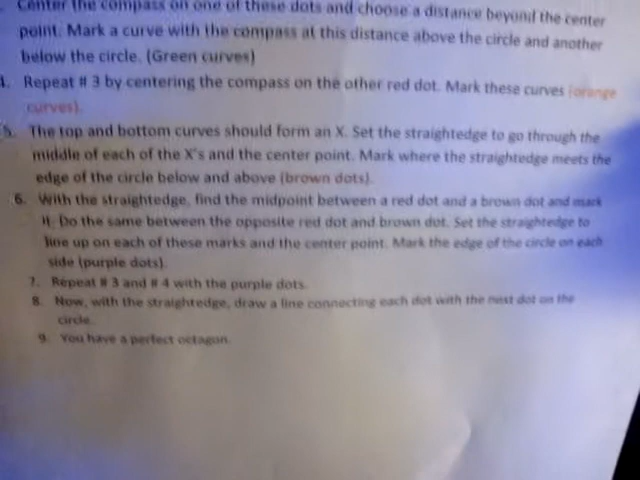 Center the compass on one of these dots and choose a distance beyond the center
point. Mark a curve with the compass at this distance above the circle and another
below the circle. (Green curves)
4. Repeat # 3 by centering the compass on the other red dot. Mark these curves (orange
curves).
5. The top and bottom curves should form an X. Set the straightedge to go through the
middle of each of the X's and the center point. Mark where the straightedge meets the
edge of the circle below and above (brown dots).
6. With the straightedge, find the midpoint between a red dot and a brown dot and mark
it. Do the same between the opposite red dot and brown dot. Set the straightedge to
line up on each of these marks and the center point. Mark the edge of the circle on each
side (purple dots).
7. Repeat # 3 and # 4 with the purple dots.
8. Now, with the straightedge, draw a line connecting each dot with the next dot on the
circle.
9. You have a perfect octagon.